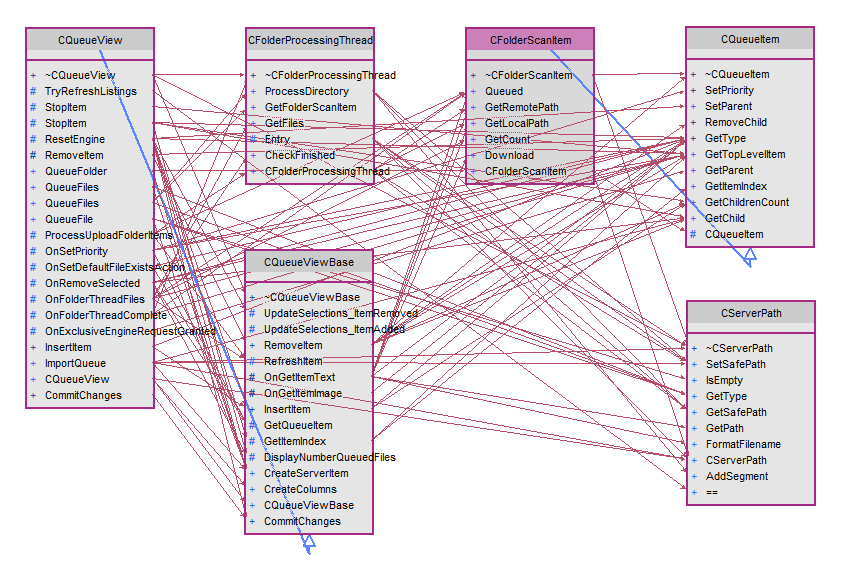 CQueueView
+ ~CQueueView
# TryRefreshListings
# StopItem
# StopItem
# ResetEngine
# RemoveItem
+ QueueFolder
+ QueueFiles
+ QueueFiles
+ QueueFile
# ProcessUploadFolderItems
# OnSetPriority
# OnSetDefaultFileExistsAction
# OnRemoveSelected
# OnFolderThreadFiles
# OnFolderThreadComplete
# OnExclusiveEngineRequestGranted
+ InsertItem
+ ImportQueue
+ CQueueView
+ CommitChanges
CFolderProcessingThread
+ ~CFolderProcessingThread
+ ProcessDirectory
+ GetFolderScanItem
+ GetFiles
# Entry
+ CheckFinished
+ CFolderProcessingThread
CQueueViewBase
+ ~CQueueViewBase
# UpdateSelections_ItemRemoved
# UpdateSelections_ItemAdded
+ RemoveItem
# RefreshItem
# OnGetItemText
# OnGetItemImage
+ InsertItem
# GetQueueItem
# GetItemIndex
# DisplayNumberQueuedFiles
+ CreateServerItem
+ CreateColumns
+ CQueueViewBase
+ CommitChanges
CFolderScanItem
+ ~CFolderScanItem
+ Queued
+ GetRemotePath
+ GetLocalPath
+ GetCount
+ Download
+ CFolderScanItem
CQueueItem
+ ~CQueueItem
+ SetPriority
+ SetParent
+ RemoveChild
+ GetType
+ GetTopLevelItem
+ GetParent
+ GetItemIndex
+ GetChildrenCount
+ GetChild
# CQueueItem
CServerPath
+ ~CServerPath
+ SetSafePath
+ IsEmpty
+ GetType
+ GetSafePath
+ GetPath
+ FormatFilename
+ CServerPath
+ AddSegment
+ ==